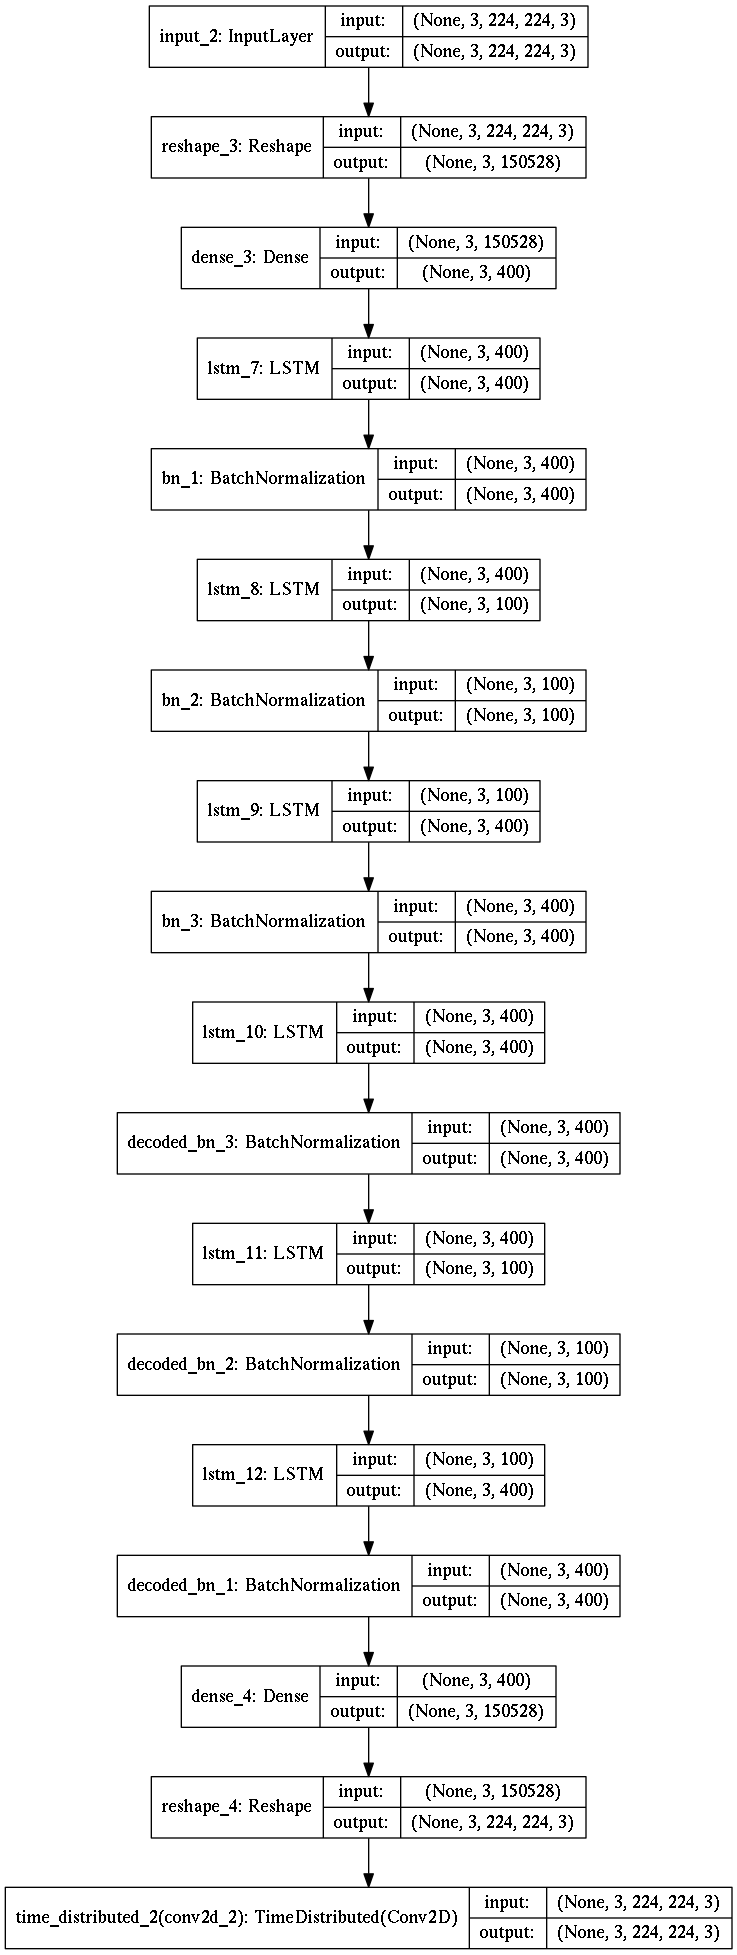 input_2: InputLayer
input: (None, 3, 224, 224, 3)
output: (None, 3, 224, 224, 3)
reshape_3: Reshape
input: (None, 3, 224, 224, 3)
output: (None, 3, 150528)
dense_3: Dense
input: (None, 3, 150528)
output: (None, 3, 400)
lstm_7: LSTM
input: (None, 3, 400)
output: (None, 3, 400)
bn_1: BatchNormalization
input: (None, 3, 400)
output: (None, 3, 400)
lstm_8: LSTM
input: (None, 3, 400)
output: (None, 3, 100)
bn_2: BatchNormalization
input: (None, 3, 100)
output: (None, 3, 100)
lstm_9: LSTM
input: (None, 3, 100)
output: (None, 3, 400)
bn_3: BatchNormalization
input: (None, 3, 400)
output: (None, 3, 400)
lstm_10: LSTM
input: (None, 3, 400)
output: (None, 3, 400)
decoded_bn_3: BatchNormalization
input: (None, 3, 400)
output: (None, 3, 400)
lstm_11: LSTM
input: (None, 3, 400)
output: (None, 3, 100)
decoded_bn_2: BatchNormalization
input: (None, 3, 100)
output: (None, 3, 100)
lstm_12: LSTM
input: (None, 3, 100)
output: (None, 3, 400)
decoded_bn_1: BatchNormalization
input: (None, 3, 400)
output: (None, 3, 400)
dense_4: Dense
input: (None, 3, 400)
output: (None, 3, 150528)
reshape_4: Reshape
input: (None, 3, 150528)
output: (None, 3, 224, 224, 3)
time_distributed_2(conv2d_2): TimeDistributed(Conv2D)
input: (None, 3, 224, 224, 3)
output: (None, 3, 224, 224, 3)